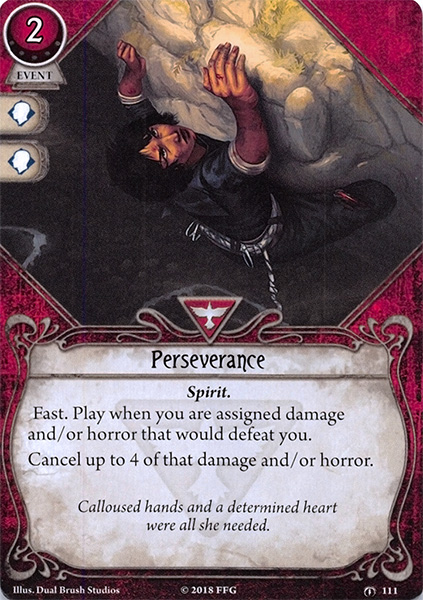 2
EVENT
Perseverance
Spirit.
Fast. Play when you are assigned damage
and/or horror that would defeat you.
Cancel up to 4 of that damage and/or horror.
Calloused hands and a determined heart
were all she needed.
Illus. Dual Brush Studios © 2018 FFG 111